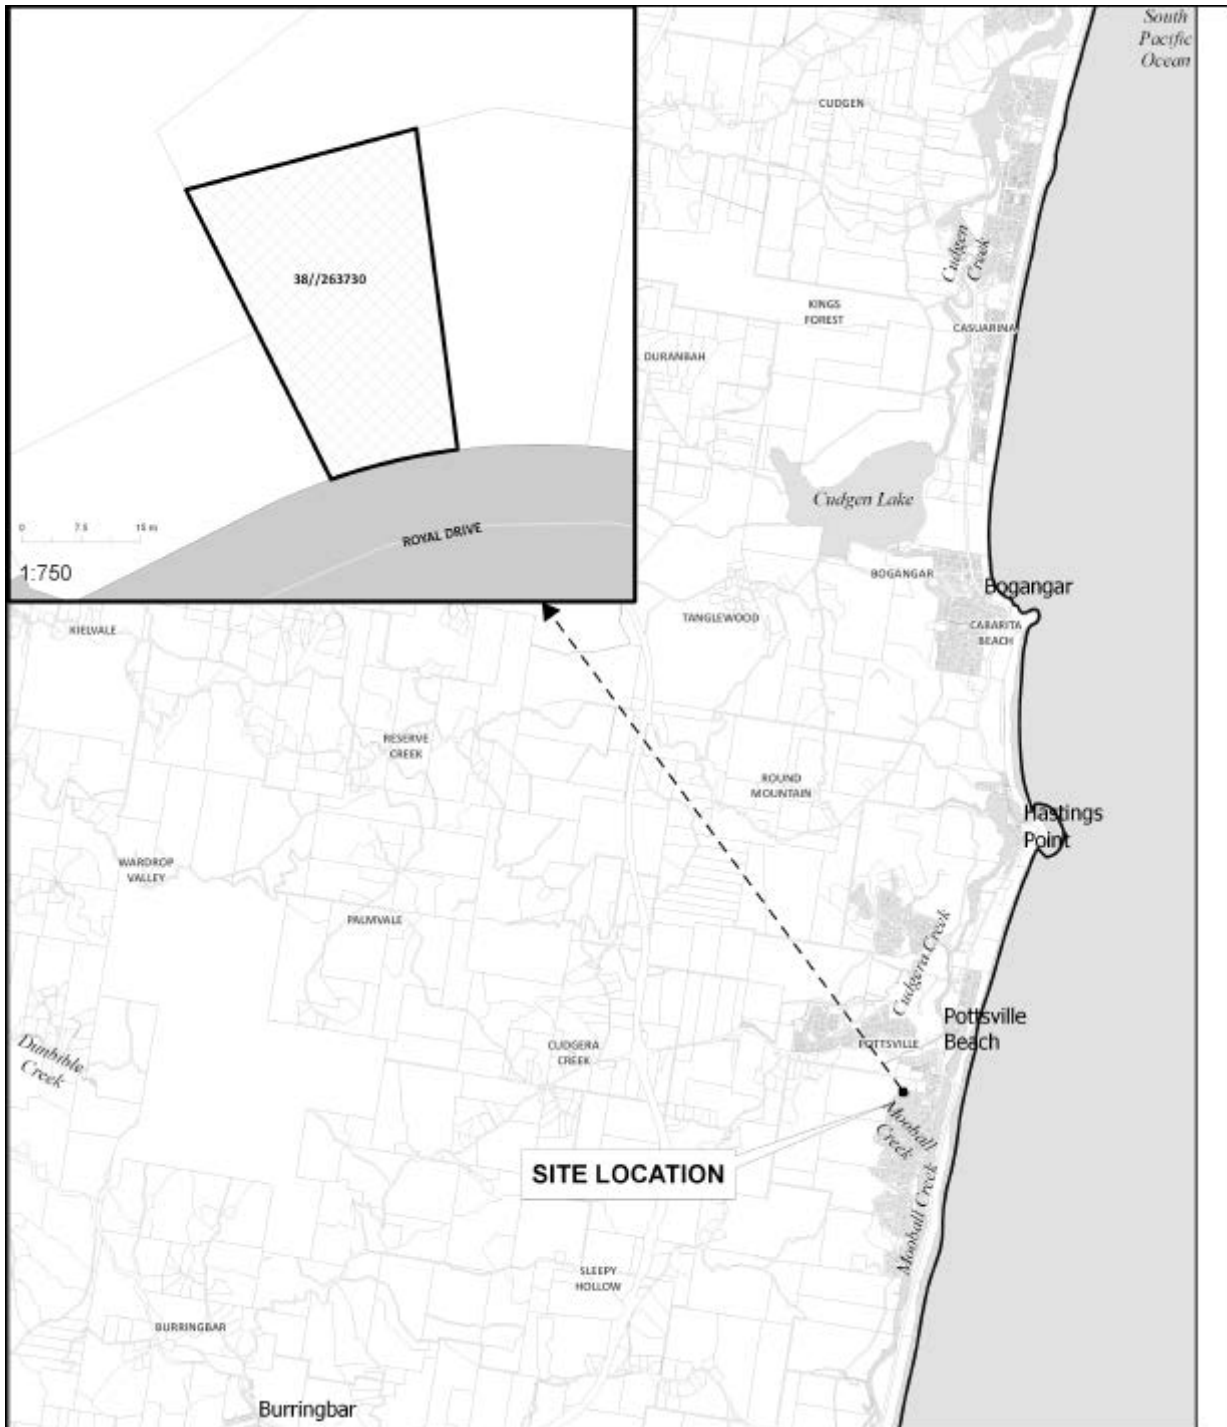 South
Pacific
Ocean
CUDGEN
Cudgen
Creek
38//263730
KINGS
FOREST
CASUARINA
DURANBAH
Cudgen Lake
0 7.5 15 m
ROYAL DRIVE
1:750
BOGANGAR
Bogangar
TANGLEWOOD
CABARITA
BEACH
KIELVALE
RESERVE
CREEK
ROUND
MOUNTAIN
Hastings
Point
WARDROP
VALLEY
PALMVALE
Cudgera Creek
Pottsville
Beach
POTTSVILLE
CUDGERA
CREEK
Dunbible
Creek
Mooball
Creek
SITE LOCATION
Mooball Creek
SLEEPY
HOLLOW
BURRINGBAR
Burringbar